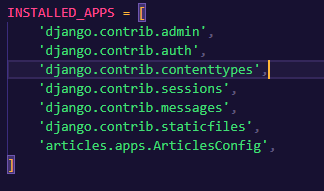 INSTALLED_APPS = [
    'django.contrib.admin',
    'django.contrib.auth',
    'django.contrib.contenttypes',
    'django.contrib.sessions',
    'django.contrib.messages',
    'django.contrib.staticfiles',
    'articles.apps.ArticlesConfig',
]